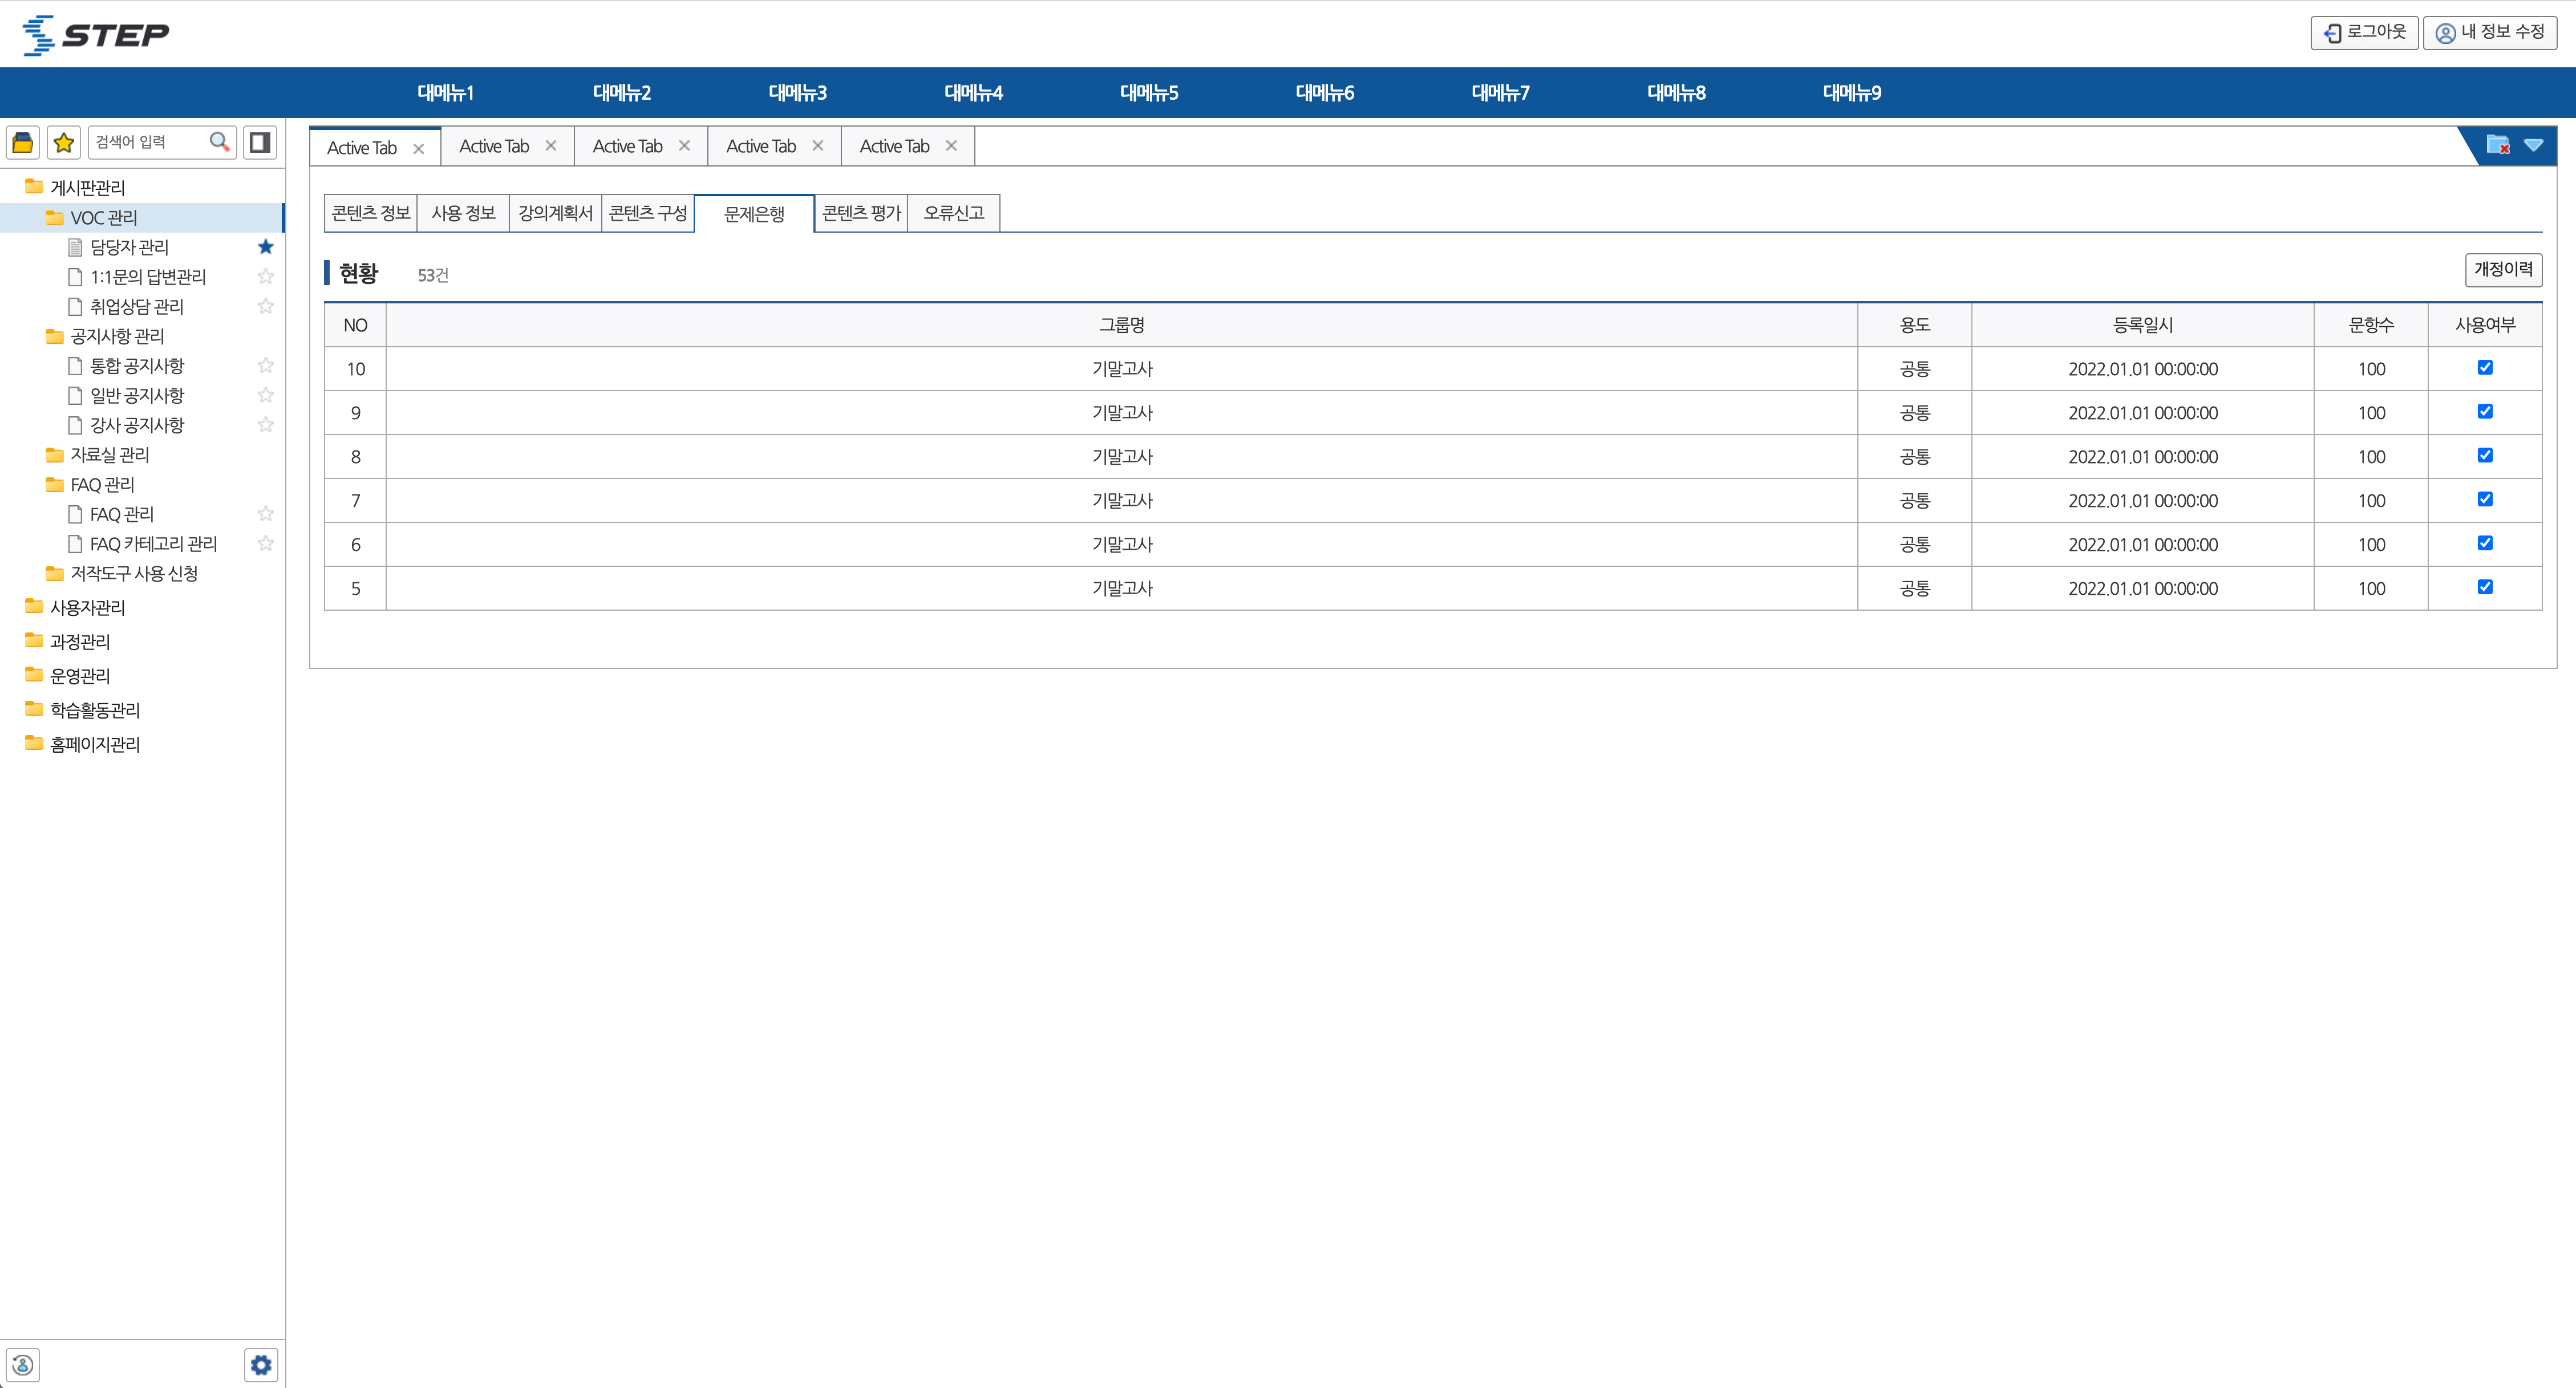 STEP
로그아웃 내 정보 수정
대메뉴1 대메뉴2 대메뉴3 대메뉴4 대메뉴5 대메뉴6 대메뉴7 대메뉴8 대메뉴9
검색어 입력
게시판관리
VOC 관리
담당자 관리
1:1문의 답변관리
취업상담 관리
공지사항 관리
통합 공지사항
일반 공지사항
강사 공지사항
자료실 관리
FAQ 관리
FAQ 관리
FAQ 카테고리 관리
저작도구 사용 신청
사용자관리
과정관리
운영관리
학습활동관리
홈페이지관리
Active Tab Active Tab Active Tab Active Tab Active Tab
콘텐츠 정보 사용 정보 강의계획서 콘텐츠 구성 문제은행 콘텐츠 평가 오류신고
현황 53건 개정이력
NO 그룹명 용도 등록일시 문항수 사용여부
10 기말고사 공통 2022.01.01 00:00:00 100
9 기말고사 공통 2022.01.01 00:00:00 100
8 기말고사 공통 2022.01.01 00:00:00 100
7 기말고사 공통 2022.01.01 00:00:00 100
6 기말고사 공통 2022.01.01 00:00:00 100
5 기말고사 공통 2022.01.01 00:00:00 100